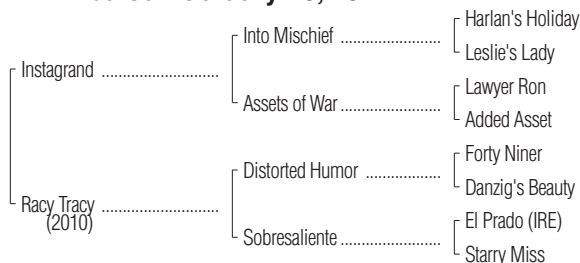 Harlan's Holiday
Into Mischief ......................
Leslie's Lady
Instagrand ..........................
Lawyer Ron
Assets of War ......................
Added Asset
Forty Niner
Distorted Humor ................
Danzig's Beauty
Racy Tracy ..........................
(2010)
El Prado (IRE)
Sobresaliente ......................
Starry Miss